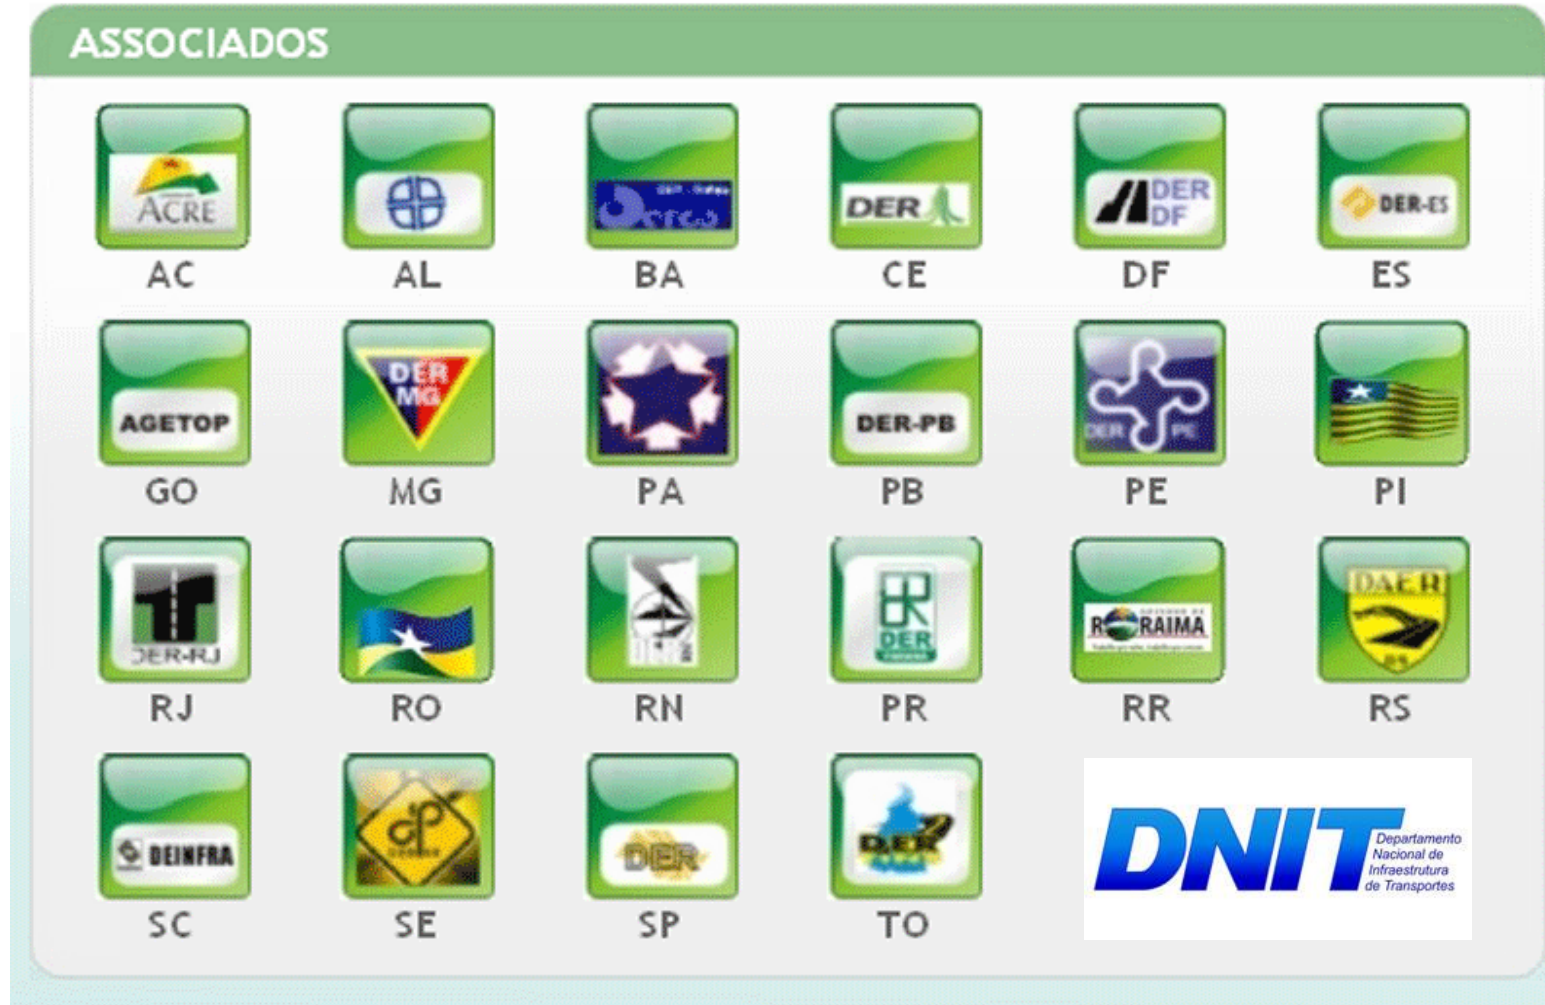 ASSOCIADOS
ACRE
DER
DER
DF
DER-ES
AC AL BA CE DF ES
AGETOP
DER
MG
DER-PB
DER PE
GO MG PA PB PE PI
DER-RJ
DER
RORAIMA
DAER
RJ RO RN PR RR RS
DEINFRA
DER
DER
DNIT
Departamento
Nacional de
Infraestrutura
de Transportes
SC SE SP TO